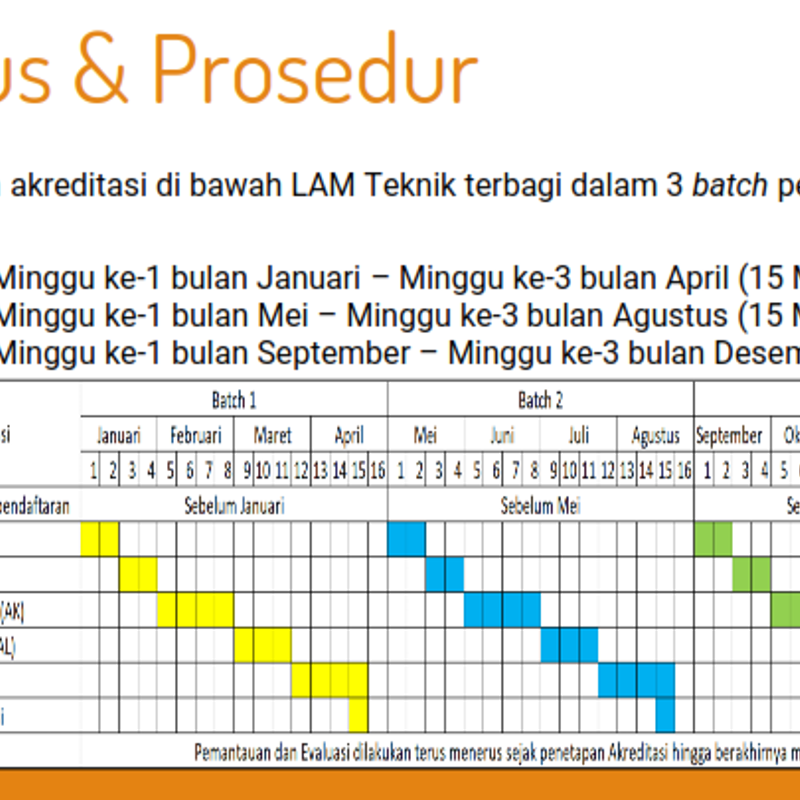 us & Prosedur
akreditasi di bawah LAM Teknik terbagi dalam 3 batch pe
Minggu ke-1 bulan Januari – Minggu ke-3 bulan April (15 M
Minggu ke-1 bulan Mei – Minggu ke-3 bulan Agustus (15 M
Minggu ke-1 bulan September – Minggu ke-3 bulan Desem
Batch 1 Batch 2
si Januari Februari Maret April Mei Juni Juli Agustus September Ok
1 2 3 4 5 6 7 8 9 10 11 12 13 14 15 16 1 2 3 4 5 6 7 8 9 10 11 12 13 14 15 16 1 2 3 4 5
endaftaran Sebelum Januari Sebelum Mei Se
(AK)
AL)
i
Pemantauan dan Evaluasi dilakukan terus menerus sejak penetapan Akreditasi hingga berakhirnya m